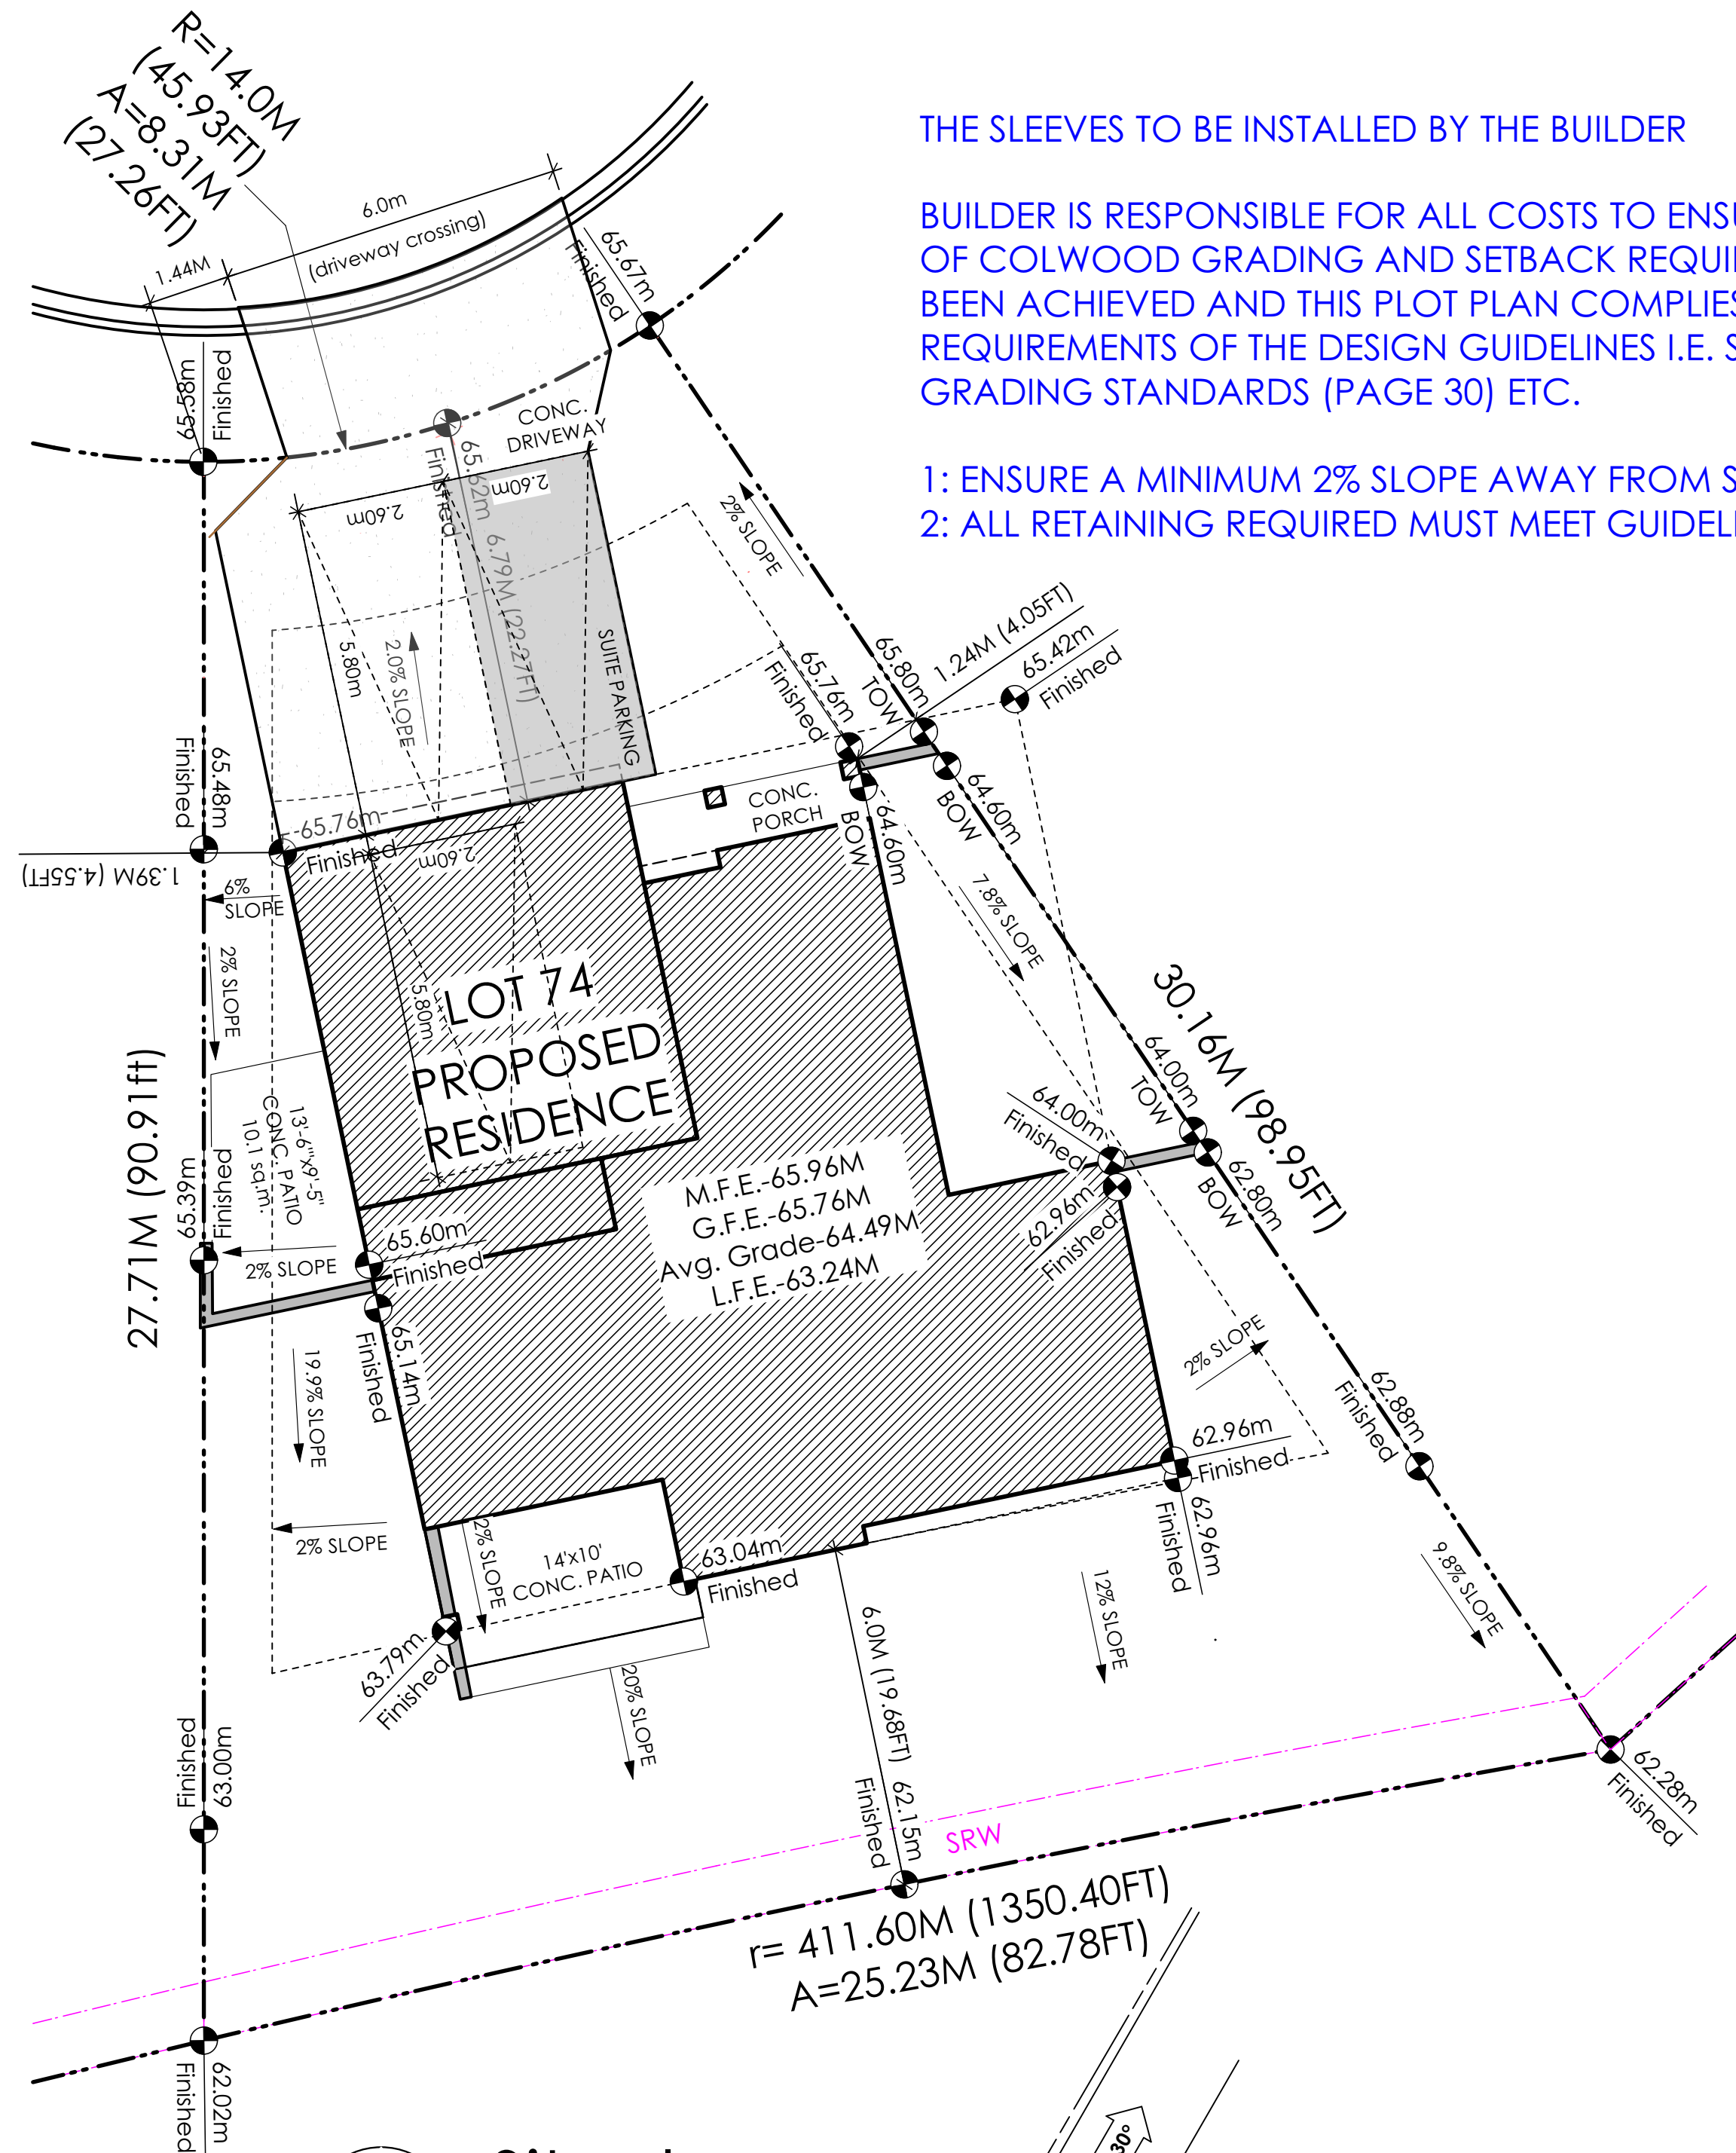 R=14.0M
(45.93FT)
A=8.31M
(27.26FT)
THE SLEEVES TO BE INSTALLED BY THE BUILDER
BUILDER IS RESPONSIBLE FOR ALL COSTS TO
OF COLWOOD GRADING AND SETBACK
BEEN ACHIEVED AND THIS PLOT PLAN COMPLIES
REQUIREMENTS OF THE DESIGN GUIDELINES I.E.
GRADING STANDARDS (PAGE 30) ETC.
1: ENSURE A MINIMUM 2% SLOPE AWAY FROM
2: ALL RETAINING REQUIRED MUST MEET
6.0m
(driveway crossing)
1.44M
65.67m
Finished
65.58m
Finished
CONC.
DRIVEWAY
65.62m
Finished
2.60m
2.60m
6.79M (22.27FT)
5.80m
2.0% SLOPE
SUITE PARKING
2% SLOPE
1.24M (4.05FT)
65.42m
Finished
65.80m
TOW
65.76m
Finished
64.60m
BOW
64.60m
BOW
CONC.
PORCH
65.48m
Finished
65.76m
Finished
2.60m
1.39M (4.55FT)
6%
SLOPE
2% SLOPE
7.8% SLOPE
5.80m
LOT 74
PROPOSED
RESIDENCE
30.16M (98.95FT)
27.71M (90.91ft)
13'-6"x9'-5"
CONC. PATIO
10.1 sq.m.
64.00m
TOW
64.00m
Finished
62.80m
BOW
62.96m
Finished
M.F.E.-65.96M
G.F.E.-65.76M
Avg. Grade-64.49M
L.F.E.-63.24M
65.39m
Finished
65.60m
Finished
2% SLOPE
65.14m
Finished
19.9% SLOPE
2% SLOPE
62.88m
Finished
62.96m
Finished
62.96m
Finished
2% SLOPE
2% SLOPE
14'x10'
CONC. PATIO
63.04m
Finished
63.79m
Finished
20% SLOPE
6.0M (19.68FT)
12% SLOPE
9.8% SLOPE
63.00m
Finished
62.15m
Finished
SRW
62.28m
Finished
r= 411.60M (1350.40FT)
A=25.23M (82.78FT)
62.02m
Finished
30°